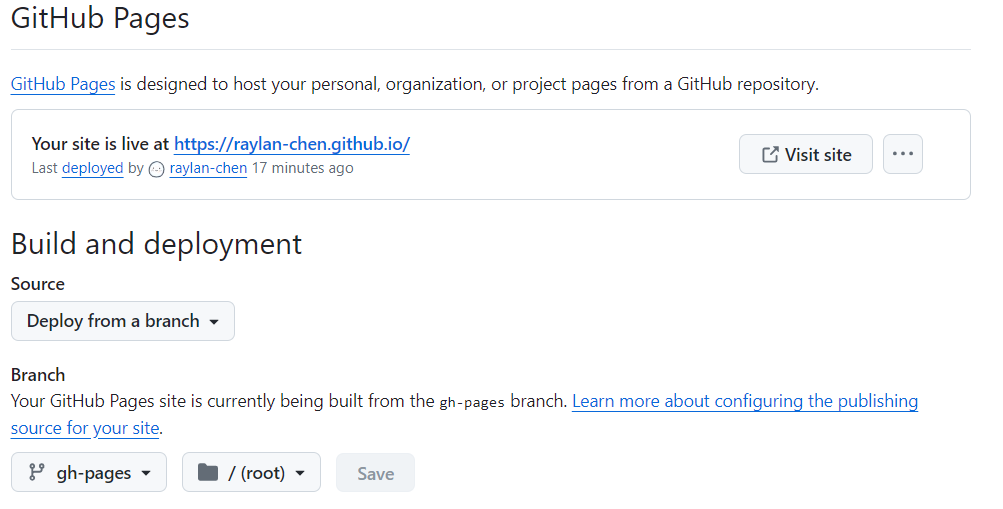 GitHub Pages
GitHub Pages is designed to host your personal, organization, or project pages from a GitHub repository.
Your site is live at https://raylan-chen.github.io/
Last deployed by raylan-chen 17 minutes ago
Visit site
Build and deployment
Source
Deploy from a branch
Branch
Your GitHub Pages site is currently being built from the gh-pages branch. Learn more about configuring the publishing
source for your site.
gh-pages
/ (root)
Save